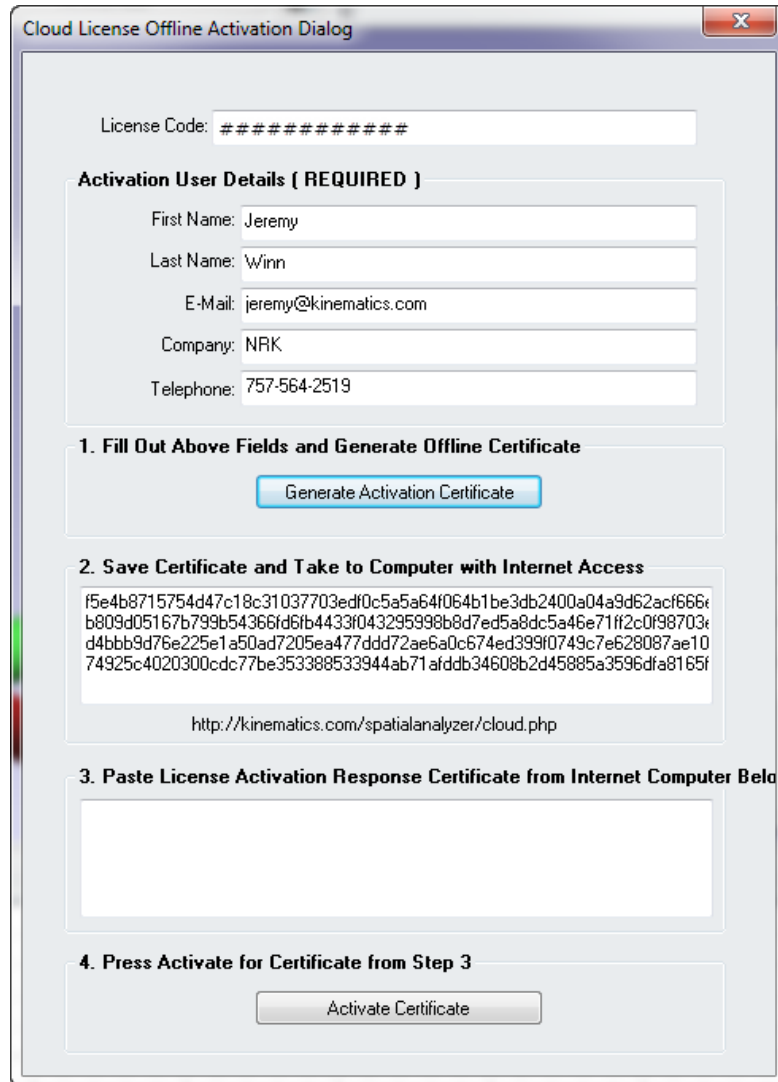 Cloud License Offline Activation Dialog
License Code: ############
Activation User Details ( REQUIRED )
First Name: Jeremy
Last Name: Winn
E-Mail: jeremy@kinematics.com
Company: NRK
Telephone: 757-564-2519
1. Fill Out Above Fields and Generate Offline Certificate
Generate Activation Certificate
2. Save Certificate and Take to Computer with Internet Access
f5e4b8715754d47c18c31037703edf0c5a5a64f064b1be3db2400a04a9d62acf666e
b809d05167b799b54366fd6fb4433f043295998b8d7ed5a8dc5a46e71ff2c0f98703e
d4bbb9d76e225e1a50ad7205ea477ddd72ae6a0c674ed399f0749c7e628087ae10
74925c4020300cdc77be353388533944ab71afddb34608b2d45885a3596dfa8165f
http://kinematics.com/spatialanalyzer/cloud.php
3. Paste License Activation Response Certificate from Internet Computer Belo
4. Press Activate for Certificate from Step 3
Activate Certificate